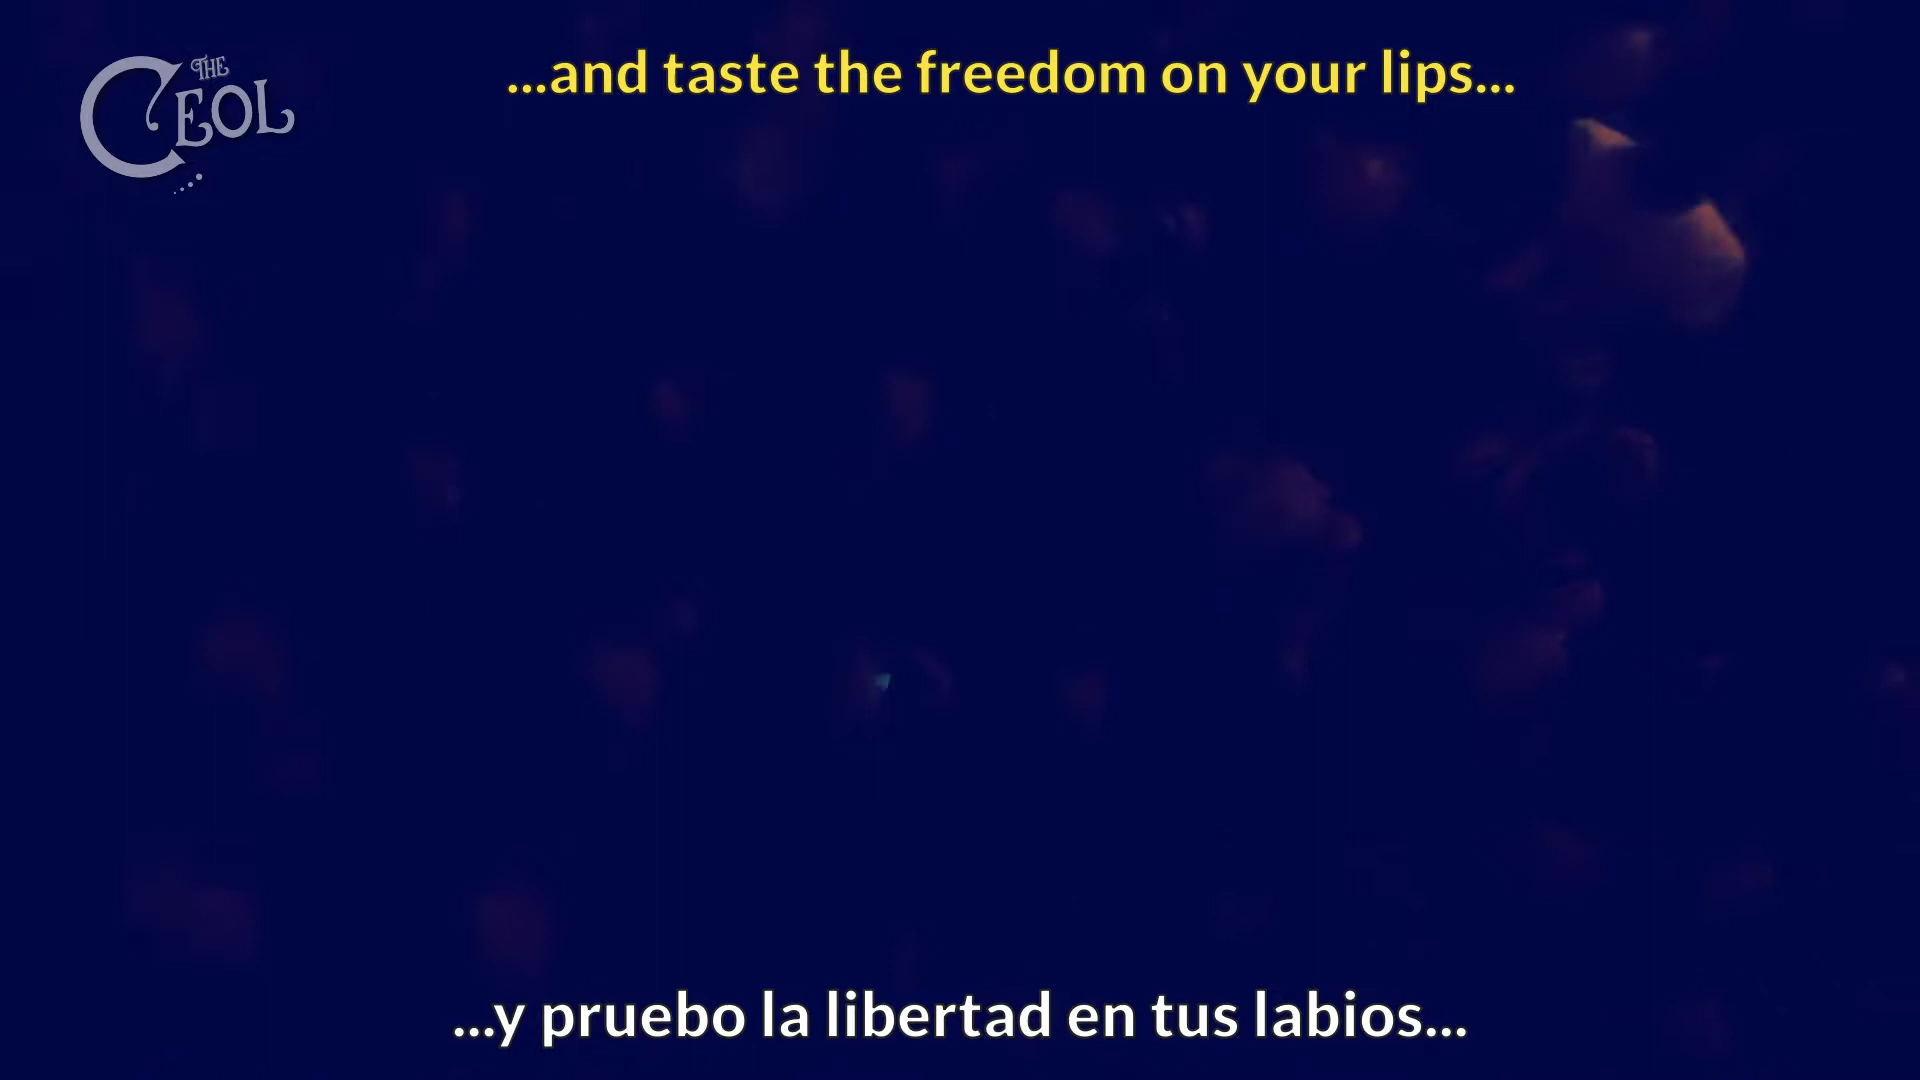 THE
CEOL
...and taste the freedom on your lips...
...y pruebo la libertad en tus labios...